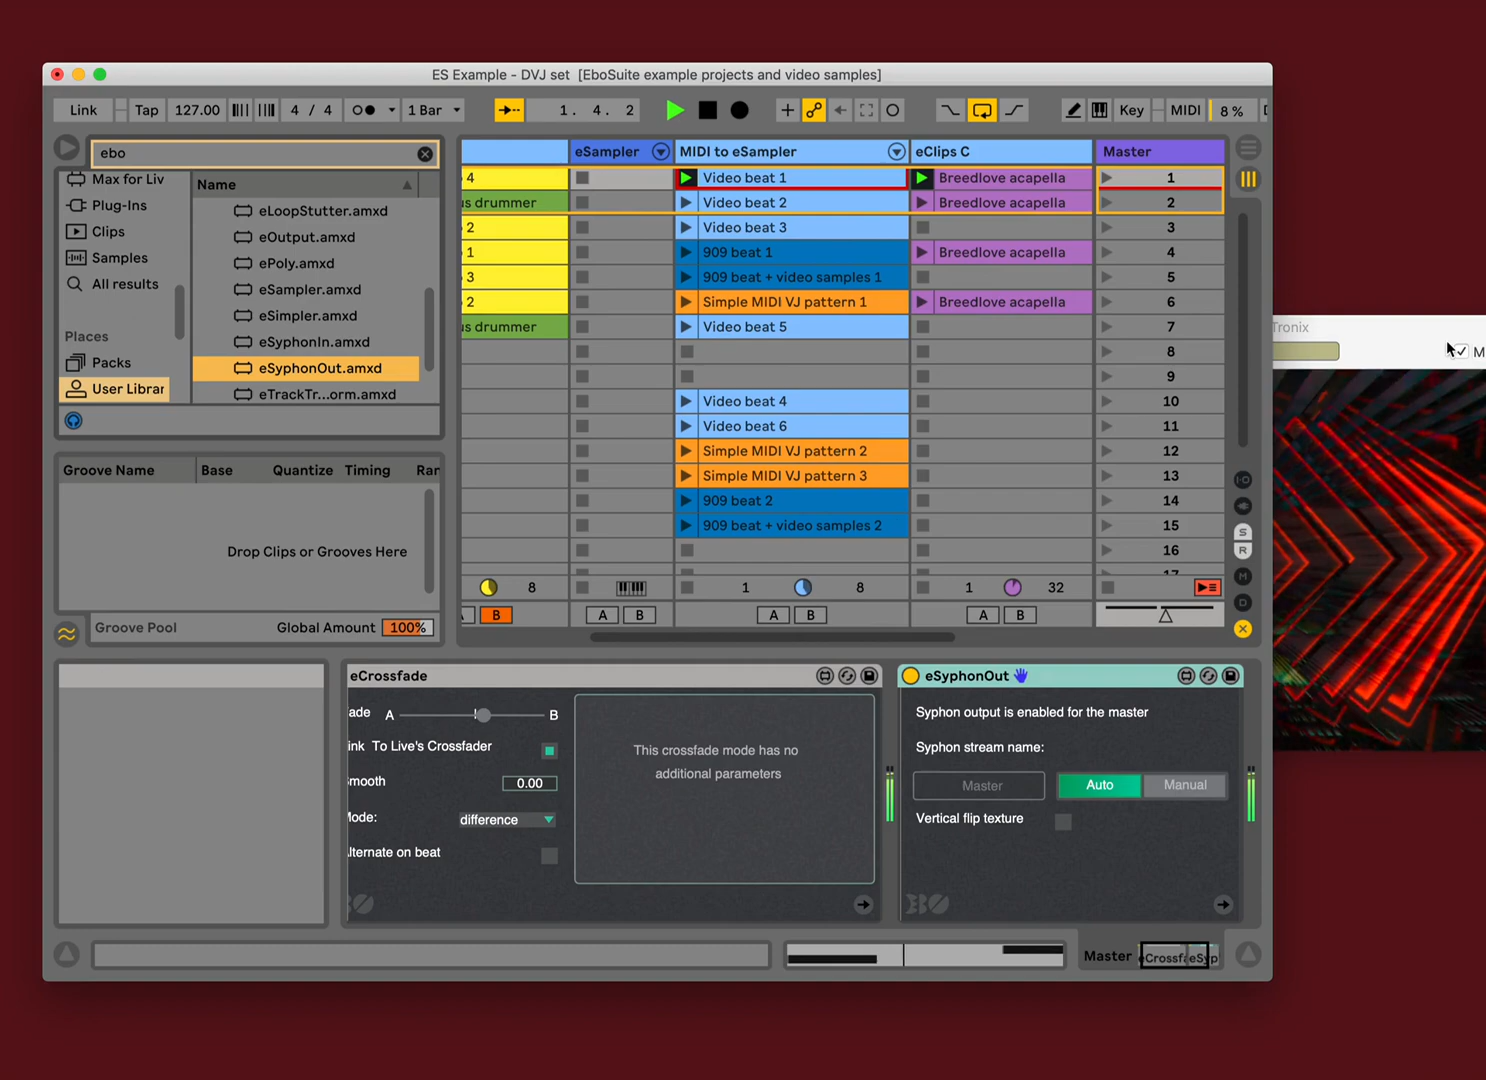 ES Example - DVJ set [EboSuite example projects and video samples]
Link Tap 127.00 4 / 4 1 Bar 1. 4. 2 Key MIDI 8 %
ebo
Max for Liv
Plug-Ins
Clips
Samples
All results
Places
Packs
User Librar
Name
eLoopStutter.amxd
eOutput.amxd
ePoly.amxd
eSampler.amxd
eSimpler.amxd
eSyphonIn.amxd
eSyphonOut.amxd
eTrackTr...orm.amxd
eSampler MIDI to eSampler eClips C Master
4 Video beat 1 Breedlove acapella 1
us drummer Video beat 2 Breedlove acapella 2
2 Video beat 3 3
1 909 beat 1 Breedlove acapella 4
3 909 beat + video samples 1 5
2 Simple MIDI VJ pattern 1 Breedlove acapella 6
us drummer Video beat 5 7
8
9
Video beat 4 10
Video beat 6 11
Simple MIDI VJ pattern 2 12
Simple MIDI VJ pattern 3 13
909 beat 2 14
909 beat + video samples 2 15
16
17
8 1 8 1 32
B A B A B A B
S
R
M
D
Groove Name Base Quantize Timing Ran
Drop Clips or Grooves Here
Groove Pool Global Amount 100%
Tronix
M
eCrossfade
ade A B
ink To Live's Crossfader
Smooth 0.00
Mode: difference
Alternate on beat
This crossfade mode has no
additional parameters
eSyphonOut
Syphon output is enabled for the master
Syphon stream name:
Master Auto Manual
Vertical flip texture
Master eCrossf eSyp